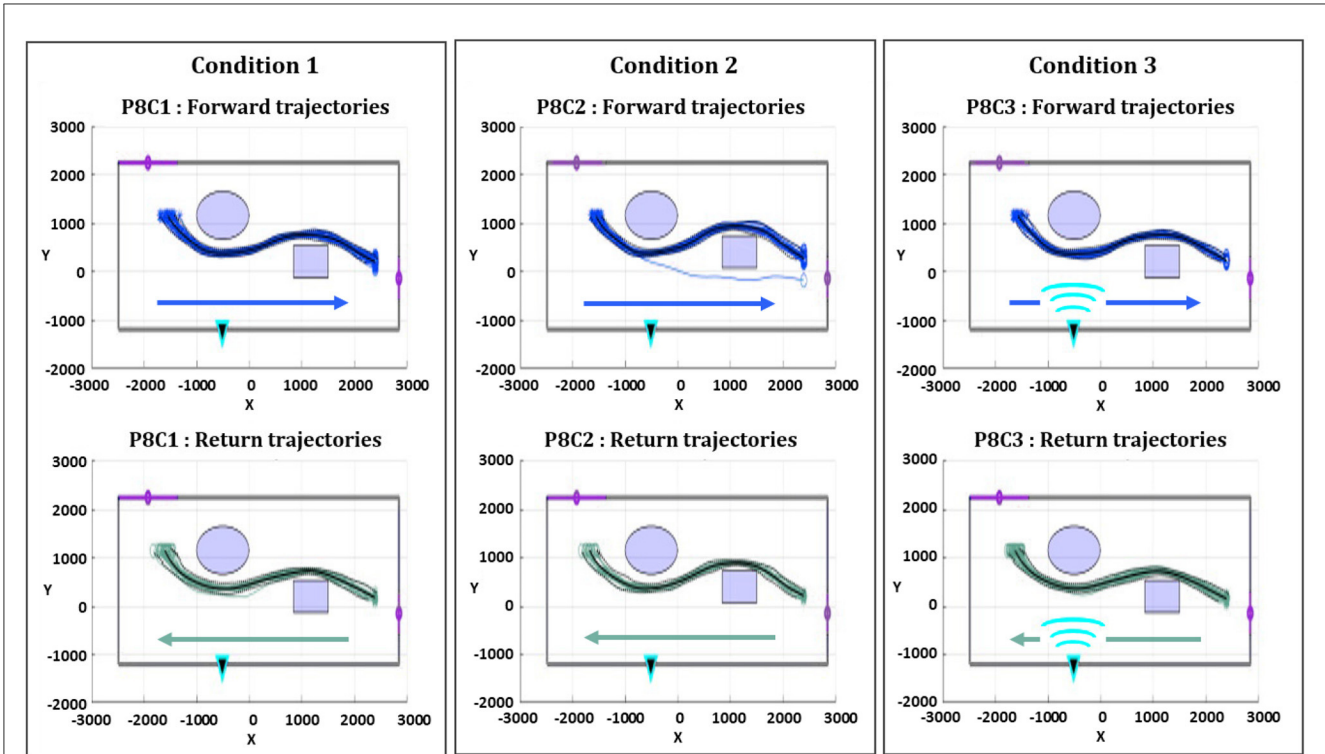 Condition 1
P8C1 : Forward trajectories
3000
2000
1000
Y
0
-1000
-2000
-3000 -2000 -1000 0 1000 2000 3000
X
P8C1 : Return trajectories
3000
2000
1000
Y
0
-1000
-2000
-3000 -2000 -1000 0 1000 2000 3000
X
Condition 2
P8C2 : Forward trajectories
3000
2000
1000
Y
0
-1000
-2000
-3000 -2000 -1000 0 1000 2000 3000
X
P8C2 : Return trajectories
3000
2000
1000
Y
0
-1000
-2000
-3000 -2000 -1000 0 1000 2000 3000
X
Condition 3
P8C3 : Forward trajectories
3000
2000
1000
Y
0
-1000
-2000
-3000 -2000 -1000 0 1000 2000 3000
X
P8C3 : Return trajectories
3000
2000
1000
Y
0
-1000
-2000
-3000 -2000 -1000 0 1000 2000 3000
X